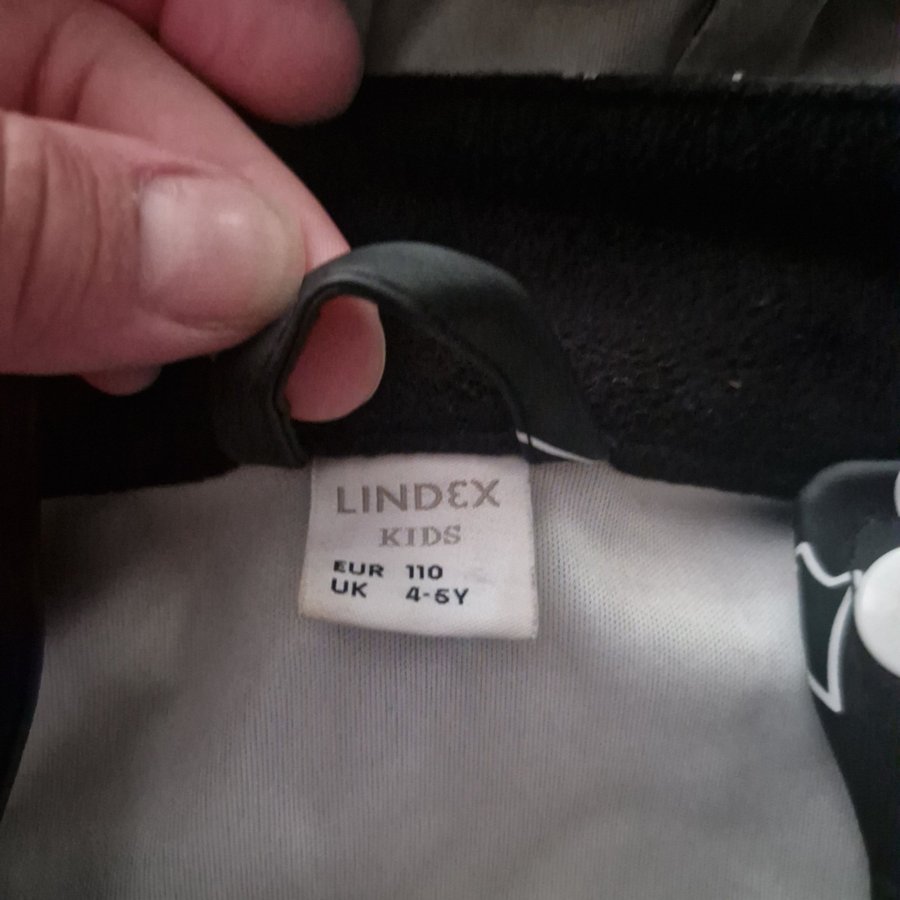 LINDEX
KIDS
EUR 110
UK 4-5Y